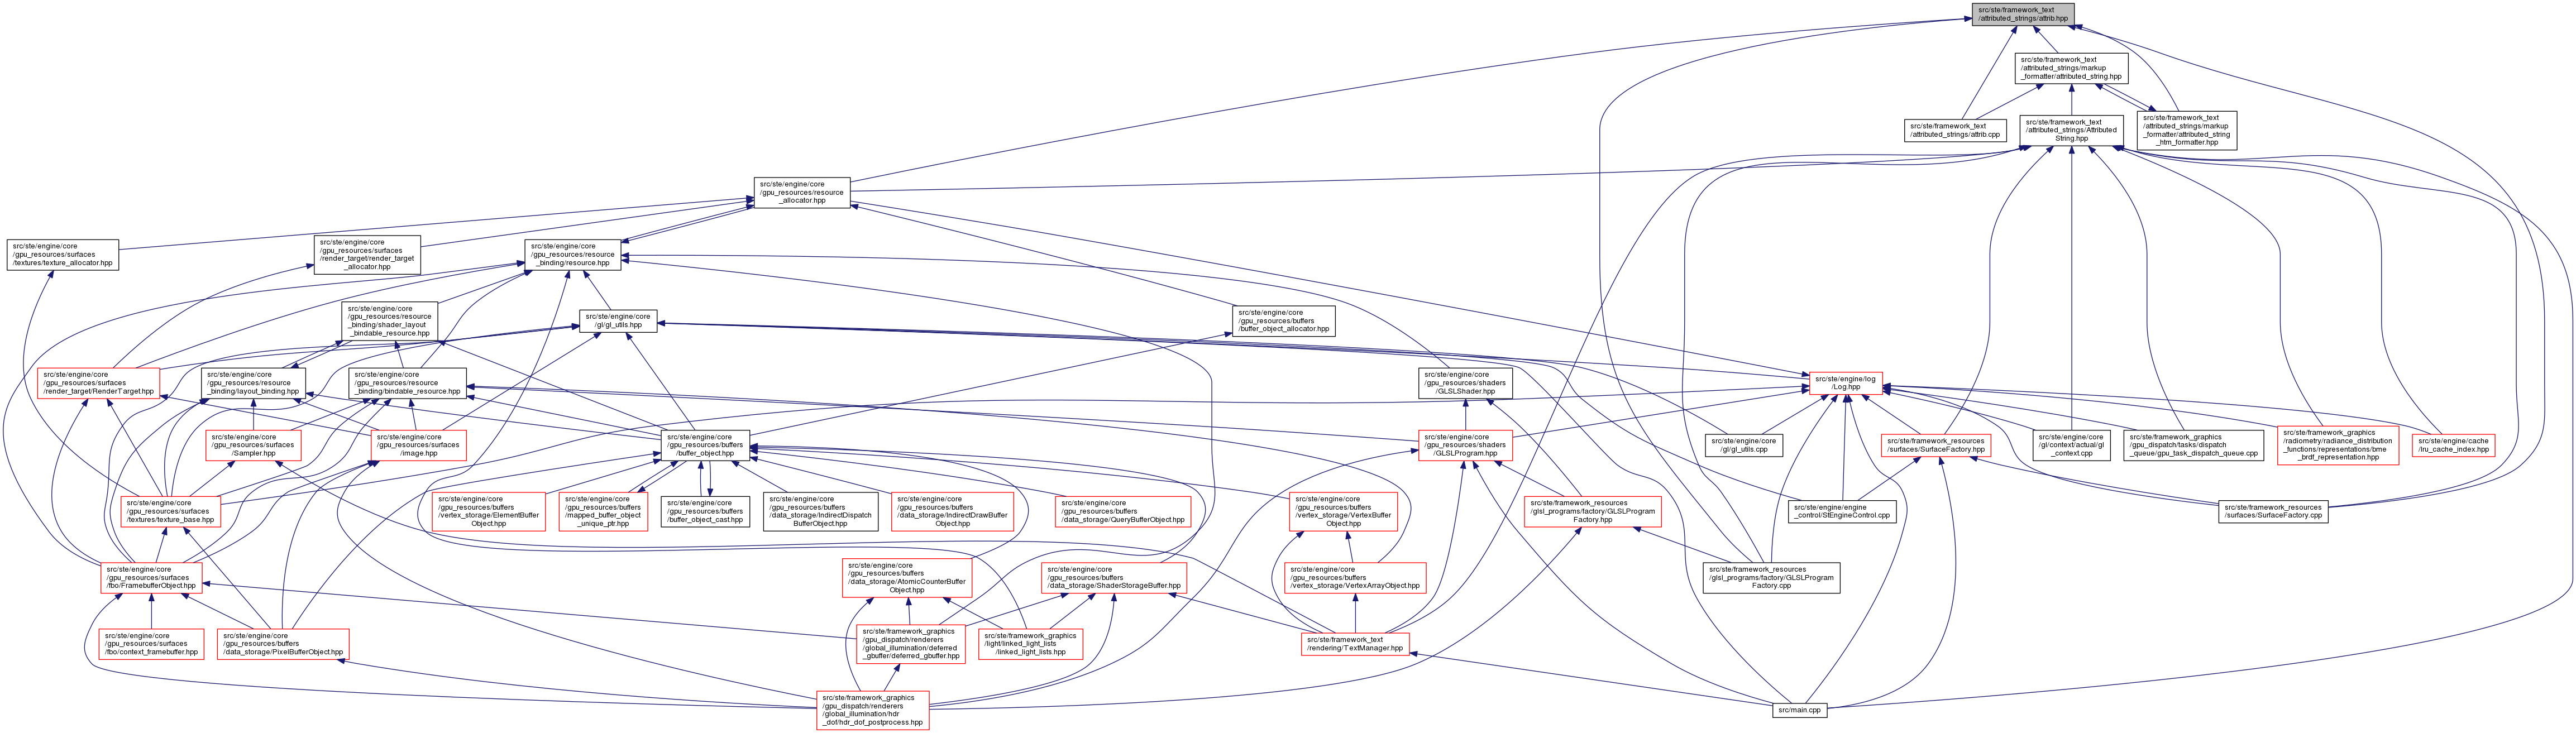 src/ste/framework_text
/attributed_strings/attrib.hpp
src/ste/framework_text
/attributed_strings/markup
_formatter/attributed_string.hpp
src/ste/framework_text
/attributed_strings/attrib.cpp
src/ste/framework_text
/attributed_strings/Attributed
String.hpp
src/ste/framework_text
/attributed_strings/markup
_formatter/attributed_string
_htm_formatter.hpp
src/ste/engine/core
/gpu_resources/resource
_allocator.hpp
src/ste/engine/core
/gpu_resources/surfaces
/textures/texture_allocator.hpp
src/ste/engine/core
/gpu_resources/surfaces
/render_target/render_target
_allocator.hpp
src/ste/engine/core
/gpu_resources/resource
_binding/resource.hpp
src/ste/engine/core
/gpu_resources/resource
_binding/shader_layout
_bindable_resource.hpp
src/ste/engine/core
/gl/gl_utils.hpp
src/ste/engine/core
/gpu_resources/buffers
/buffer_object_allocator.hpp
src/ste/engine/core
/gpu_resources/surfaces
/render_target/RenderTarget.hpp
src/ste/engine/core
/gpu_resources/resource
_binding/layout_binding.hpp
src/ste/engine/core
/gpu_resources/resource
_binding/bindable_resource.hpp
src/ste/engine/core
/gpu_resources/shaders
/GLSLShader.hpp
src/ste/engine/log
/Log.hpp
src/ste/engine/core
/gpu_resources/surfaces
/Sampler.hpp
src/ste/engine/core
/gpu_resources/surfaces
/image.hpp
src/ste/engine/core
/gpu_resources/buffers
/buffer_object.hpp
src/ste/engine/core
/gpu_resources/shaders
/GLSLProgram.hpp
src/ste/engine/core
/gl/gl_utils.cpp
src/ste/framework_resources
/surfaces/SurfaceFactory.hpp
src/ste/engine/core
/gl/context/actual/gl
_context.cpp
src/ste/framework_graphics
/gpu_dispatch/tasks/dispatch
_queue/gpu_task_dispatch_queue.cpp
src/ste/framework_graphics
/radiometry/radiance_distribution
_functions/representations/bme
_brdf_representation.hpp
src/ste/engine/cache
/lru_cache_index.hpp
src/ste/engine/core
/gpu_resources/surfaces
/textures/texture_base.hpp
src/ste/engine/core
/gpu_resources/buffers
/vertex_storage/ElementBuffer
Object.hpp
src/ste/engine/core
/gpu_resources/buffers
/mapped_buffer_object
_unique_ptr.hpp
src/ste/engine/core
/gpu_resources/buffers
/buffer_object_cast.hpp
src/ste/engine/core
/gpu_resources/buffers
/data_storage/IndirectDispatch
BufferObject.hpp
src/ste/engine/core
/gpu_resources/buffers
/data_storage/IndirectDrawBuffer
Object.hpp
src/ste/engine/core
/gpu_resources/buffers
/data_storage/QueryBufferObject.hpp
src/ste/engine/core
/gpu_resources/buffers
/vertex_storage/VertexBuffer
Object.hpp
src/ste/framework_resources
/glsl_programs/factory/GLSLProgram
Factory.hpp
src/ste/engine/engine
_control/StEngineControl.cpp
src/ste/framework_resources
/surfaces/SurfaceFactory.cpp
src/ste/engine/core
/gpu_resources/surfaces
/fbo/FramebufferObject.hpp
src/ste/engine/core
/gpu_resources/buffers
/data_storage/AtomicCounterBuffer
Object.hpp
src/ste/engine/core
/gpu_resources/buffers
/data_storage/ShaderStorageBuffer.hpp
src/ste/engine/core
/gpu_resources/buffers
/vertex_storage/VertexArrayObject.hpp
src/ste/framework_resources
/glsl_programs/factory/GLSLProgram
Factory.cpp
src/ste/engine/core
/gpu_resources/surfaces
/fbo/context_framebuffer.hpp
src/ste/engine/core
/gpu_resources/buffers
/data_storage/PixelBufferObject.hpp
src/ste/framework_graphics
/gpu_dispatch/renderers
/global_illumination/deferred
_gbuffer/deferred_gbuffer.hpp
src/ste/framework_graphics
/light/linked_light_lists
/linked_light_lists.hpp
src/ste/framework_text
/rendering/TextManager.hpp
src/ste/framework_graphics
/gpu_dispatch/renderers
/global_illumination/hdr
_dof/hdr_dof_postprocess.hpp
src/main.cpp